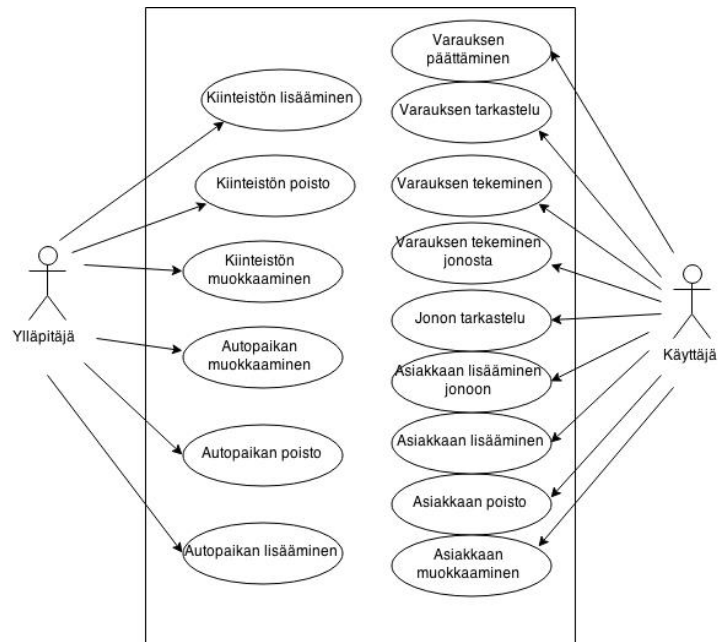 Varauksen
päättäminen
Kiinteistön lisääminen
Varauksen tarkastelu
Kiinteistön poisto
Varauksen tekeminen
Varauksen tekeminen
jonosta
Kiinteistön
muokkaaminen
Ylläpitäjä
Jonon tarkastelu
Käyttäjä
Autopaikan
muokkaaminen
Asiakkaan lisääminen
jonoon
Autopaikan poisto
Asiakkaan lisääminen
Asiakkaan poisto
Autopaikan lisääminen
Asiakkaan
muokkaaminen